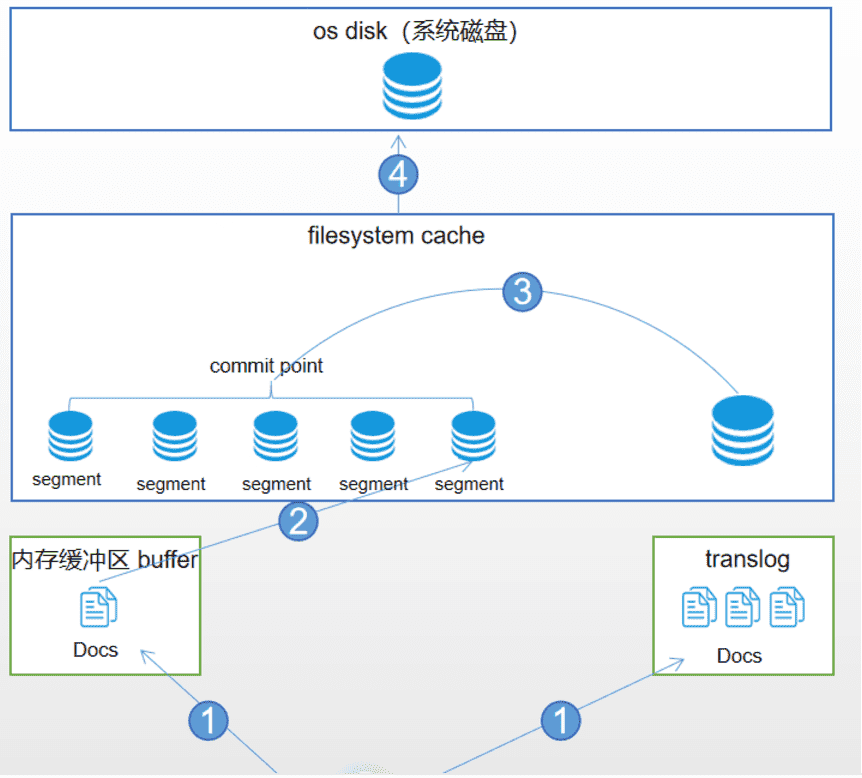 os disk（系统磁盘）
4
filesystem cache
3
commit point
segment
segment
segment
segment
segment
2
内存缓冲区 buffer
Docs
translog
Docs
1
1